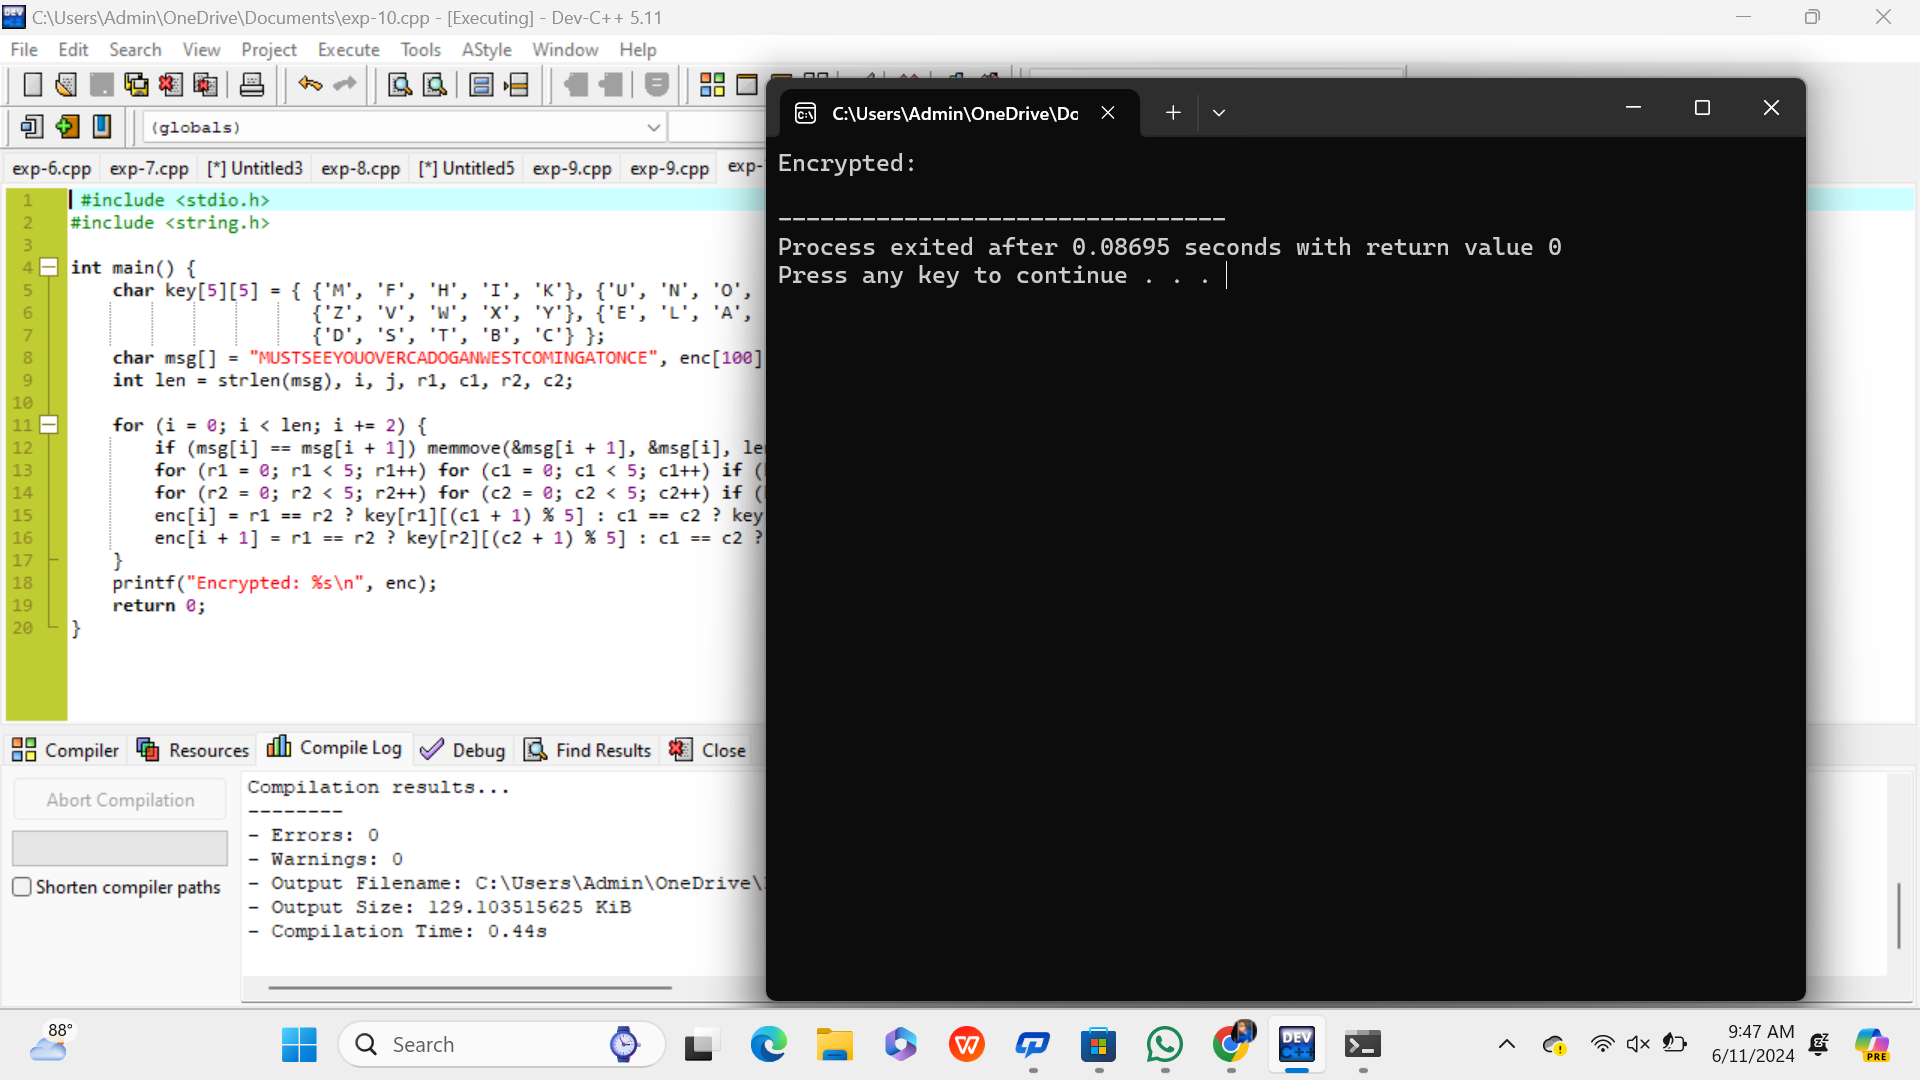 C:\Users\Admin\OneDrive\Documents\exp-10.cpp - [Executing] - Dev-C++ 5.11
File Edit Search View Project Execute Tools AStyle Window Help
(globals)
exp-6.cpp exp-7.cpp [*] Untitled3 exp-8.cpp [*] Untitled5 exp-9.cpp exp-9.cpp exp-
1 #include <stdio.h>
2 #include <string.h>
3
4 int main() {
5 char key[5][5] = { {'M', 'F', 'H', 'I', 'K'}, {'U', 'N', 'O',
6 {'Z', 'V', 'W', 'X', 'Y'}, {'E', 'L', 'A',
7 {'D', 'S', 'T', 'B', 'C'} };
8 char msg[] = "MUSTSEEYOUOVERCADOGANWESTCOMINGATONCE", enc[100]
9 int len = strlen(msg), i, j, r1, c1, r2, c2;
10
11 for (i = 0; i < len; i += 2) {
12 if (msg[i] == msg[i + 1]) memmove(&msg[i + 1], &msg[i], le
13 for (r1 = 0; r1 < 5; r1++) for (c1 = 0; c1 < 5; c1++) if (
14 for (r2 = 0; r2 < 5; r2++) for (c2 = 0; c2 < 5; c2++) if (
15 enc[i] = r1 == r2 ? key[r1][(c1 + 1) % 5] : c1 == c2 ? key
16 enc[i + 1] = r1 == r2 ? key[r2][(c2 + 1) % 5] : c1 == c2 ?
17 }
18 printf("Encrypted: %s\n", enc);
19 return 0;
20 }
C:\Users\Admin\OneDrive\Do
Encrypted:
--------------------------------
Process exited after 0.08695 seconds with return value 0
Press any key to continue . . .
Compiler Resources Compile Log Debug Find Results Close
Abort Compilation
Shorten compiler paths
Compilation results...
--------
- Errors: 0
- Warnings: 0
- Output Filename: C:\Users\Admin\OneDrive\
- Output Size: 129.103515625 KiB
- Compilation Time: 0.44s
88°
Search
DEV C++
PRE
9:47 AM
6/11/2024